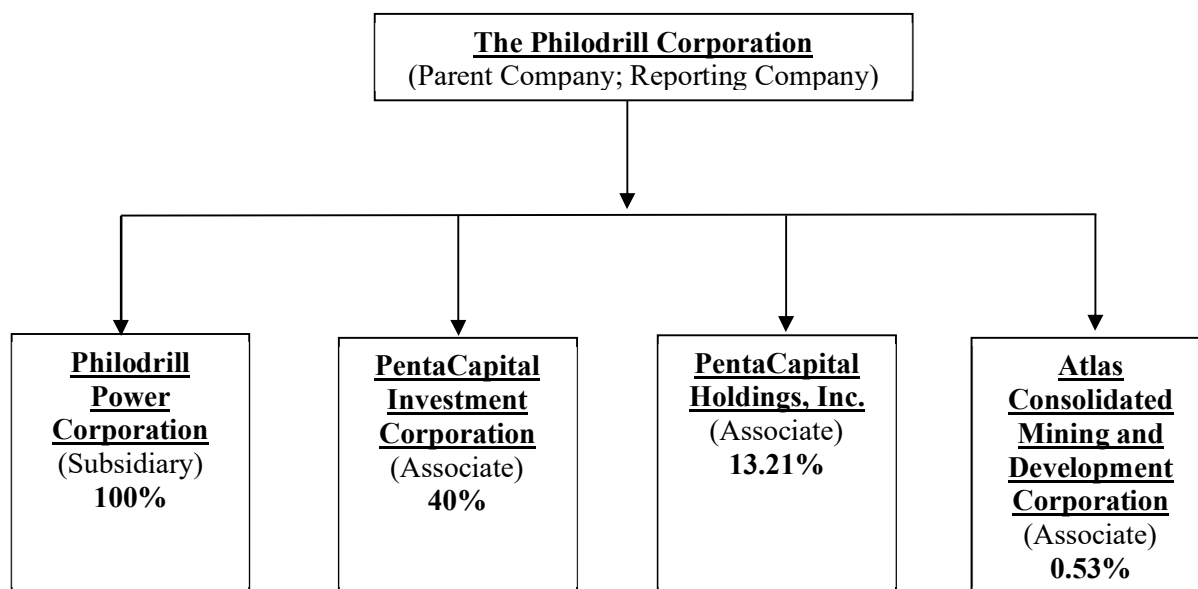 The Philodrill Corporation
(Parent Company; Reporting Company)
Philodrill
Power
Corporation
(Subsidiary)
100%
PentaCapital
Investment
Corporation
(Associate)
40%
PentaCapital
Holdings, Inc.
(Associate)
13.21%
Atlas
Consolidated
Mining and
Development
Corporation
(Associate)
0.53%